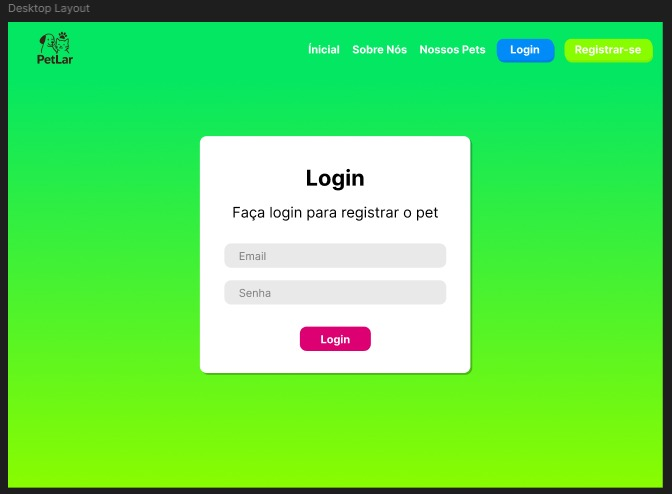 Desktop Layout
PetLar
Ínicial Sobre Nós Nossos Pets Login Registrar-se
Login
Faça login para registrar o pet
Email
Senha
Login